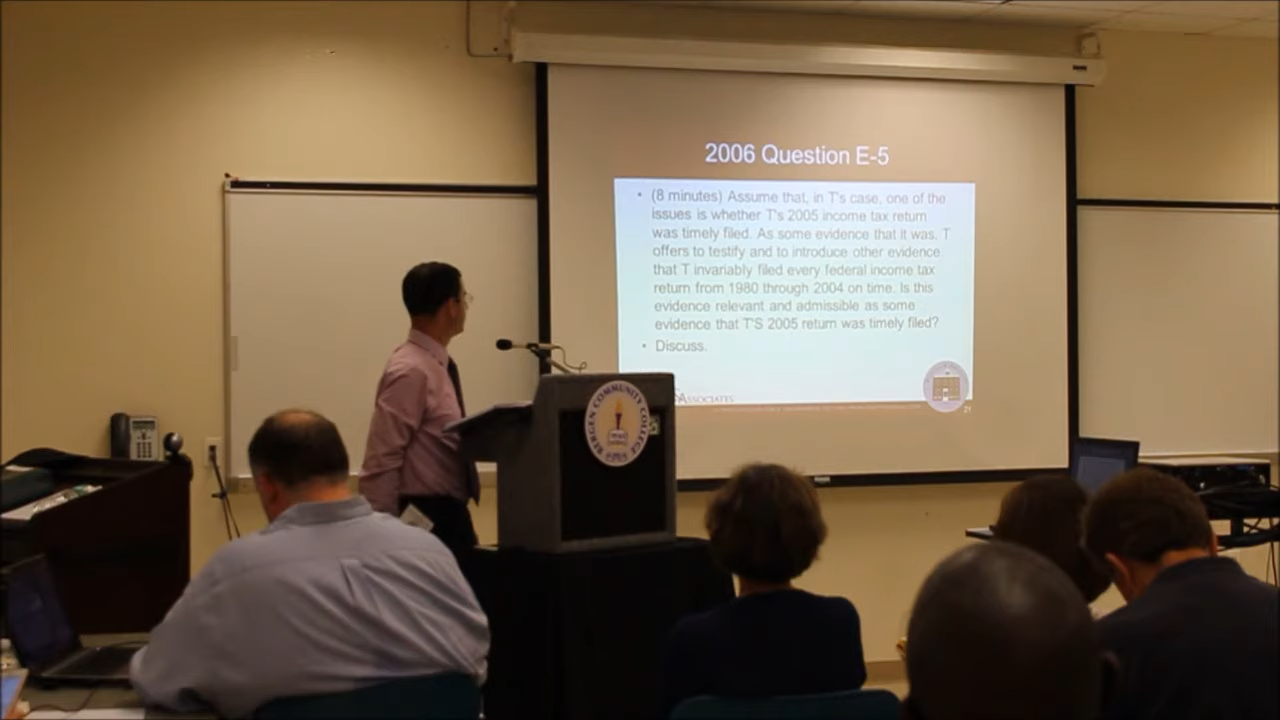 2006 Question E-5
• (8 minutes) Assume that, in T's case, one of the
issues is whether T's 2005 income tax return
was timely filed. As some evidence that it was, T
offers to testify and to introduce other evidence
that T invariably filed every federal income tax
return from 1980 through 2004 on time. Is this
evidence relevant and admissible as some
evidence that T'S 2005 return was timely filed?
• Discuss.
ASSOCIATES
21
BERGEN COMMUNITY COLLEGE